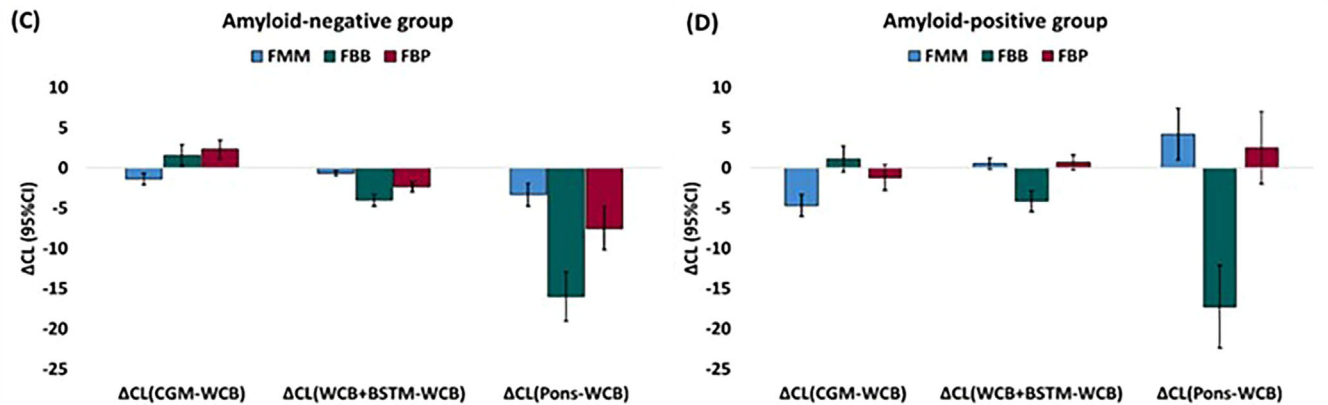 (C) Amyloid-negative group
FMM FBB FBP
ΔCL (95%CI)
10
5
0
-5
-10
-15
-20
-25
ΔCL(CGM-WCB) ΔCL(WCB+BSTM-WCB) ΔCL(Pons-WCB)
(D) Amyloid-positive group
FMM FBB FBP
ΔCL (95%CI)
10
5
0
-5
-10
-15
-20
-25
ΔCL(CGM-WCB) ΔCL(WCB+BSTM-WCB) ΔCL(Pons-WCB)